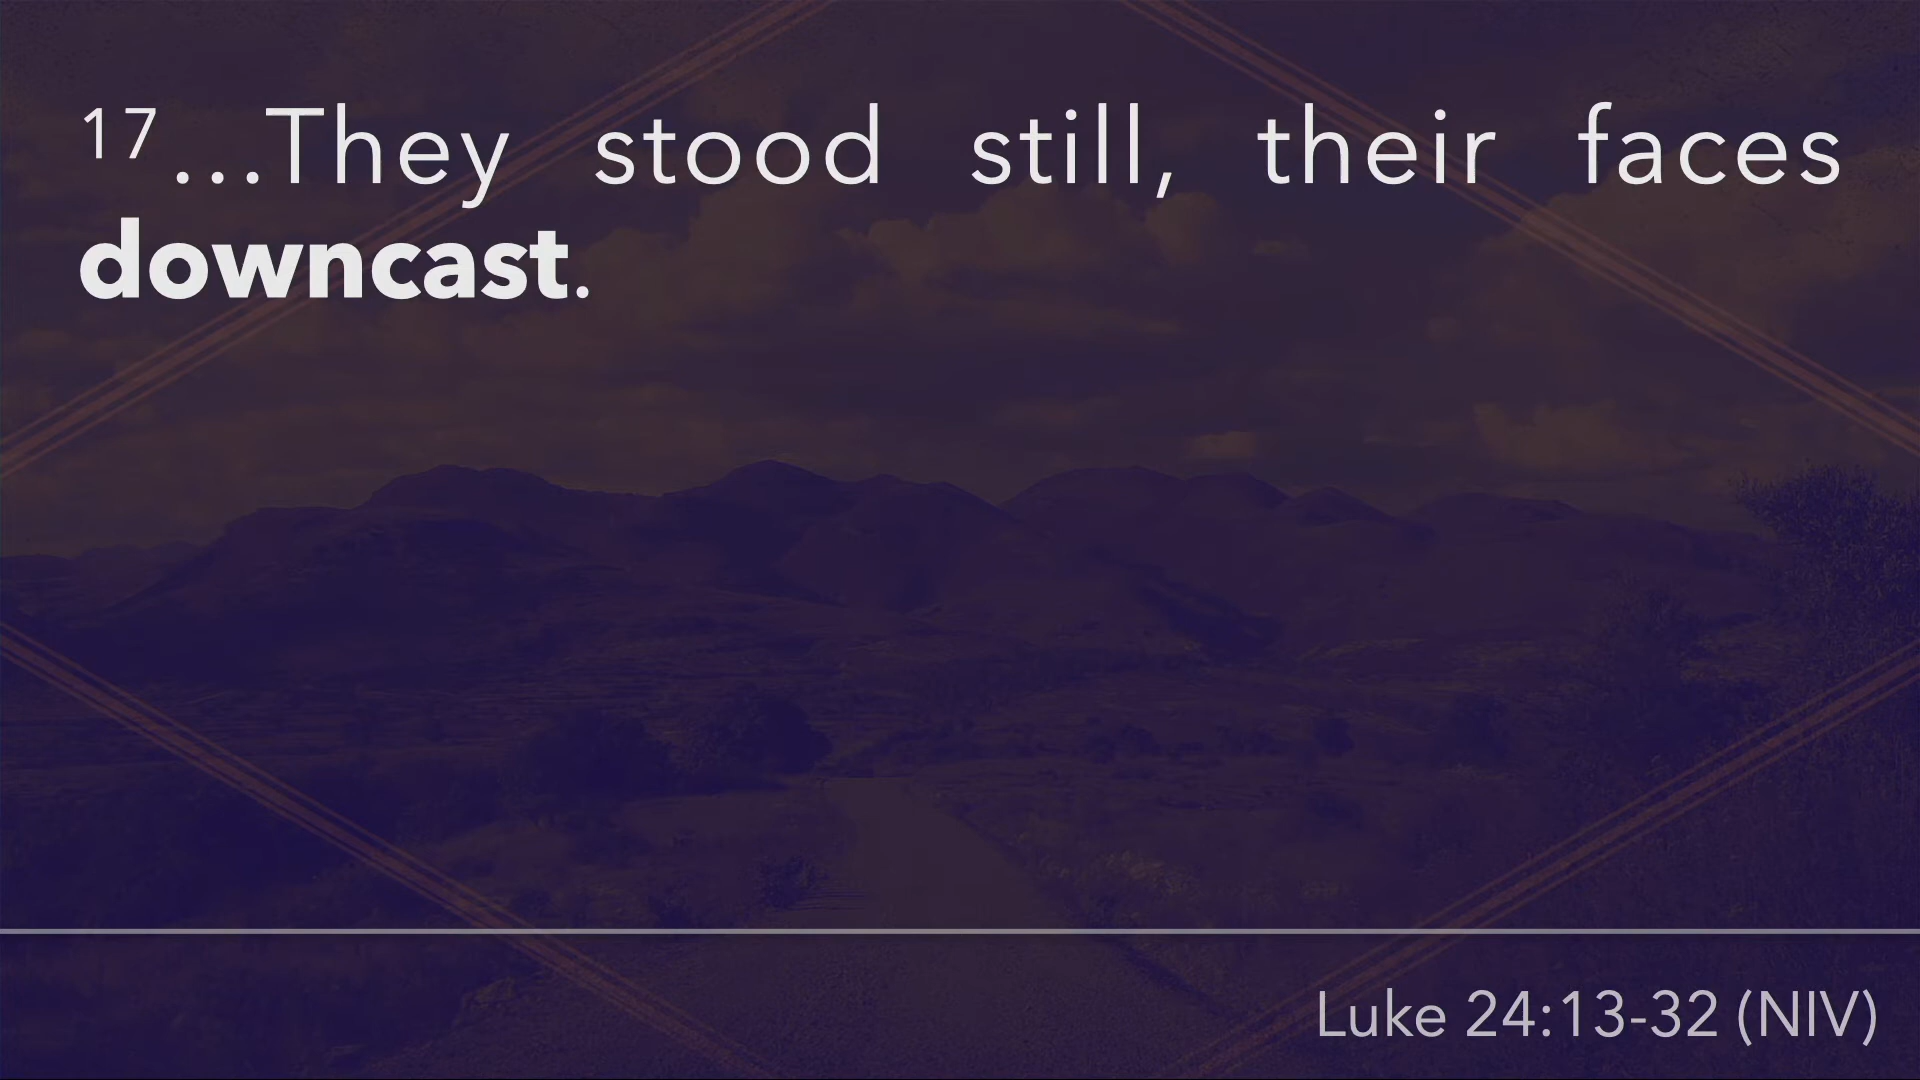 17...They stood still, their faces
downcast.
Luke 24:13-32 (NIV)